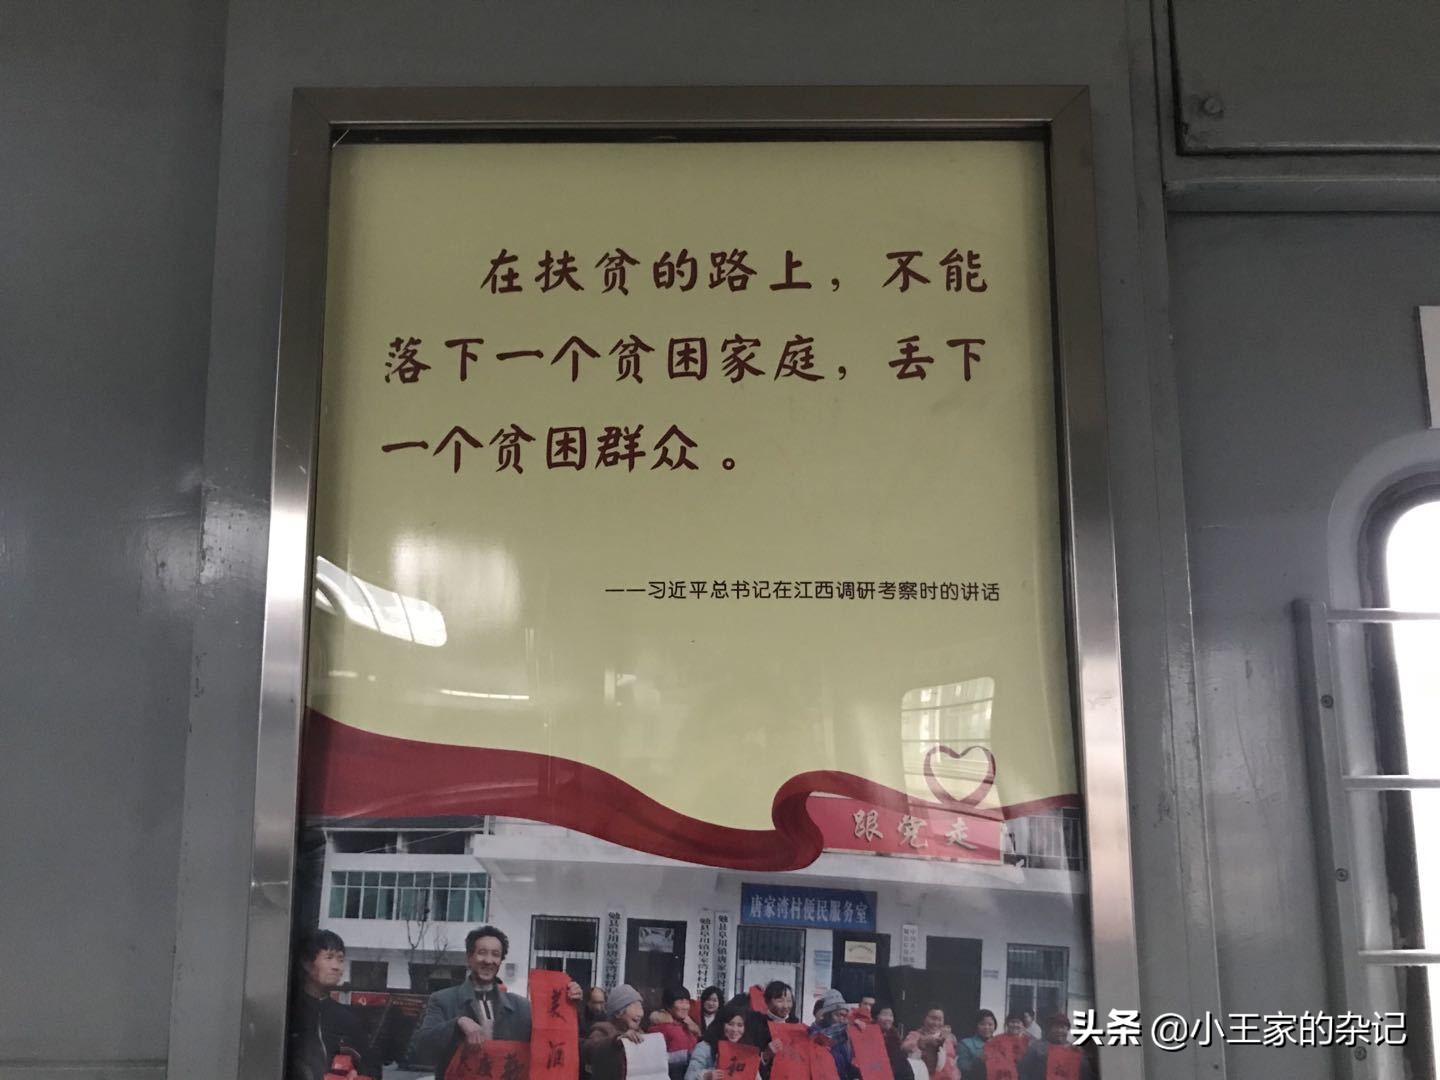 在扶贫的路上，不能
落下一个贫困家庭，丢下
一个贫困群众。
——习近平总书记在江西调研考察时的讲话
跟党走
唐家湾村便民服务室
头条 @小王家的杂记